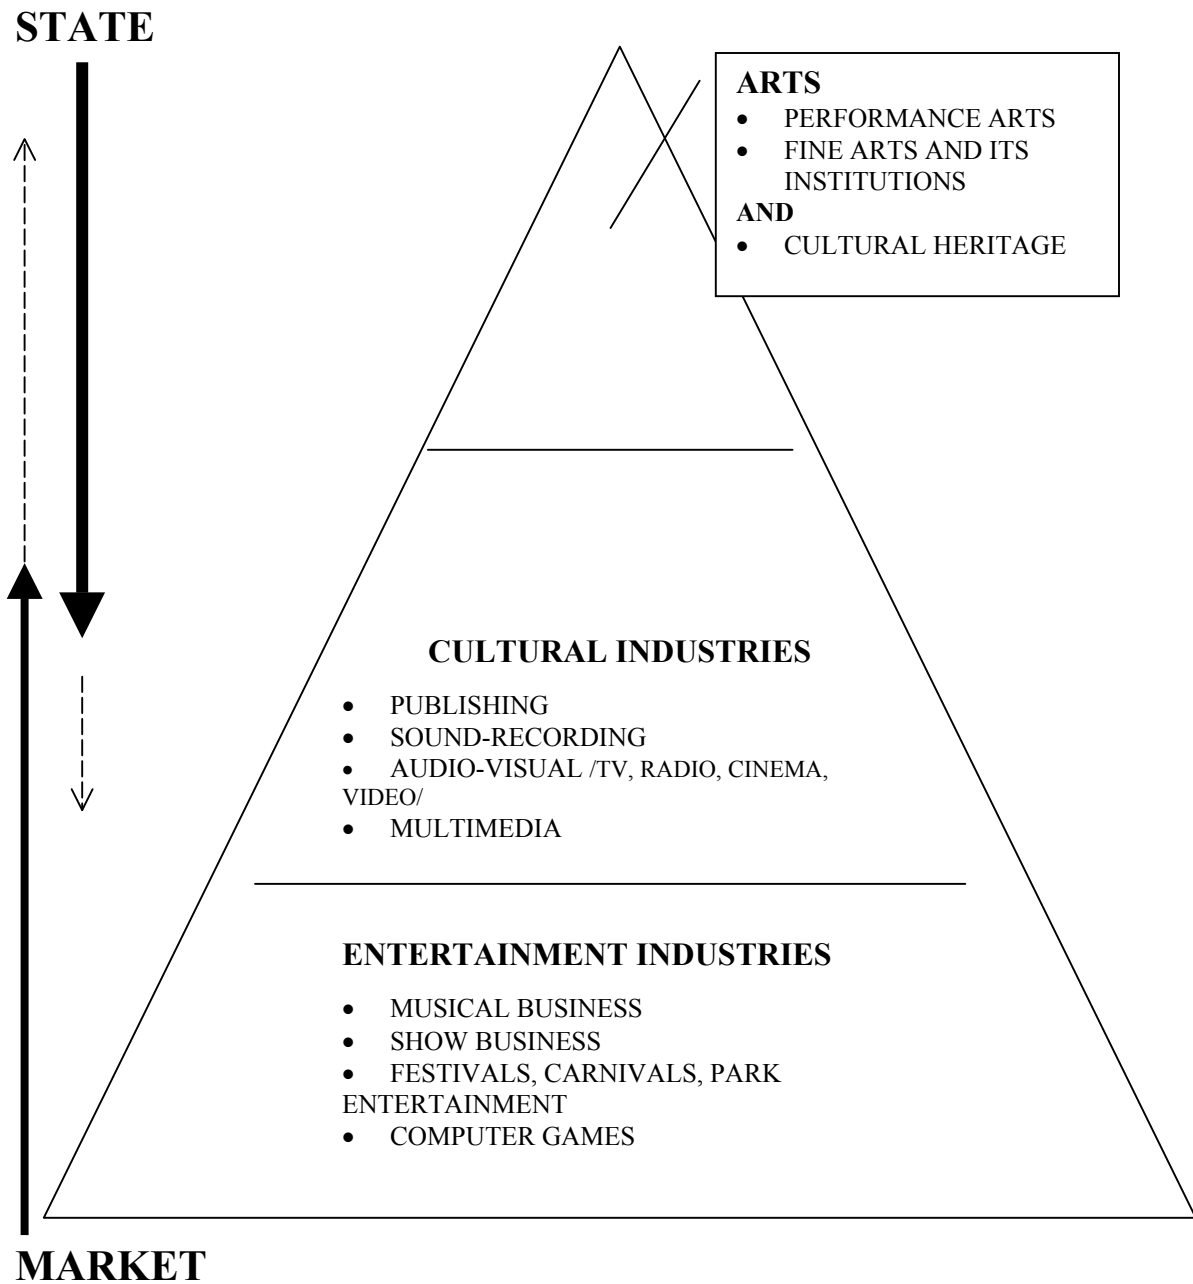 STATE
ARTS
• PERFORMANCE ARTS
• FINE ARTS AND ITS
INSTITUTIONS
AND
• CULTURAL HERITAGE
CULTURAL INDUSTRIES
• PUBLISHING
• SOUND-RECORDING
• AUDIO-VISUAL /TV, RADIO, CINEMA,
VIDEO/
• MULTIMEDIA
ENTERTAINMENT INDUSTRIES
• MUSICAL BUSINESS
• SHOW BUSINESS
• FESTIVALS, CARNIVALS, PARK
ENTERTAINMENT
• COMPUTER GAMES
MARKET